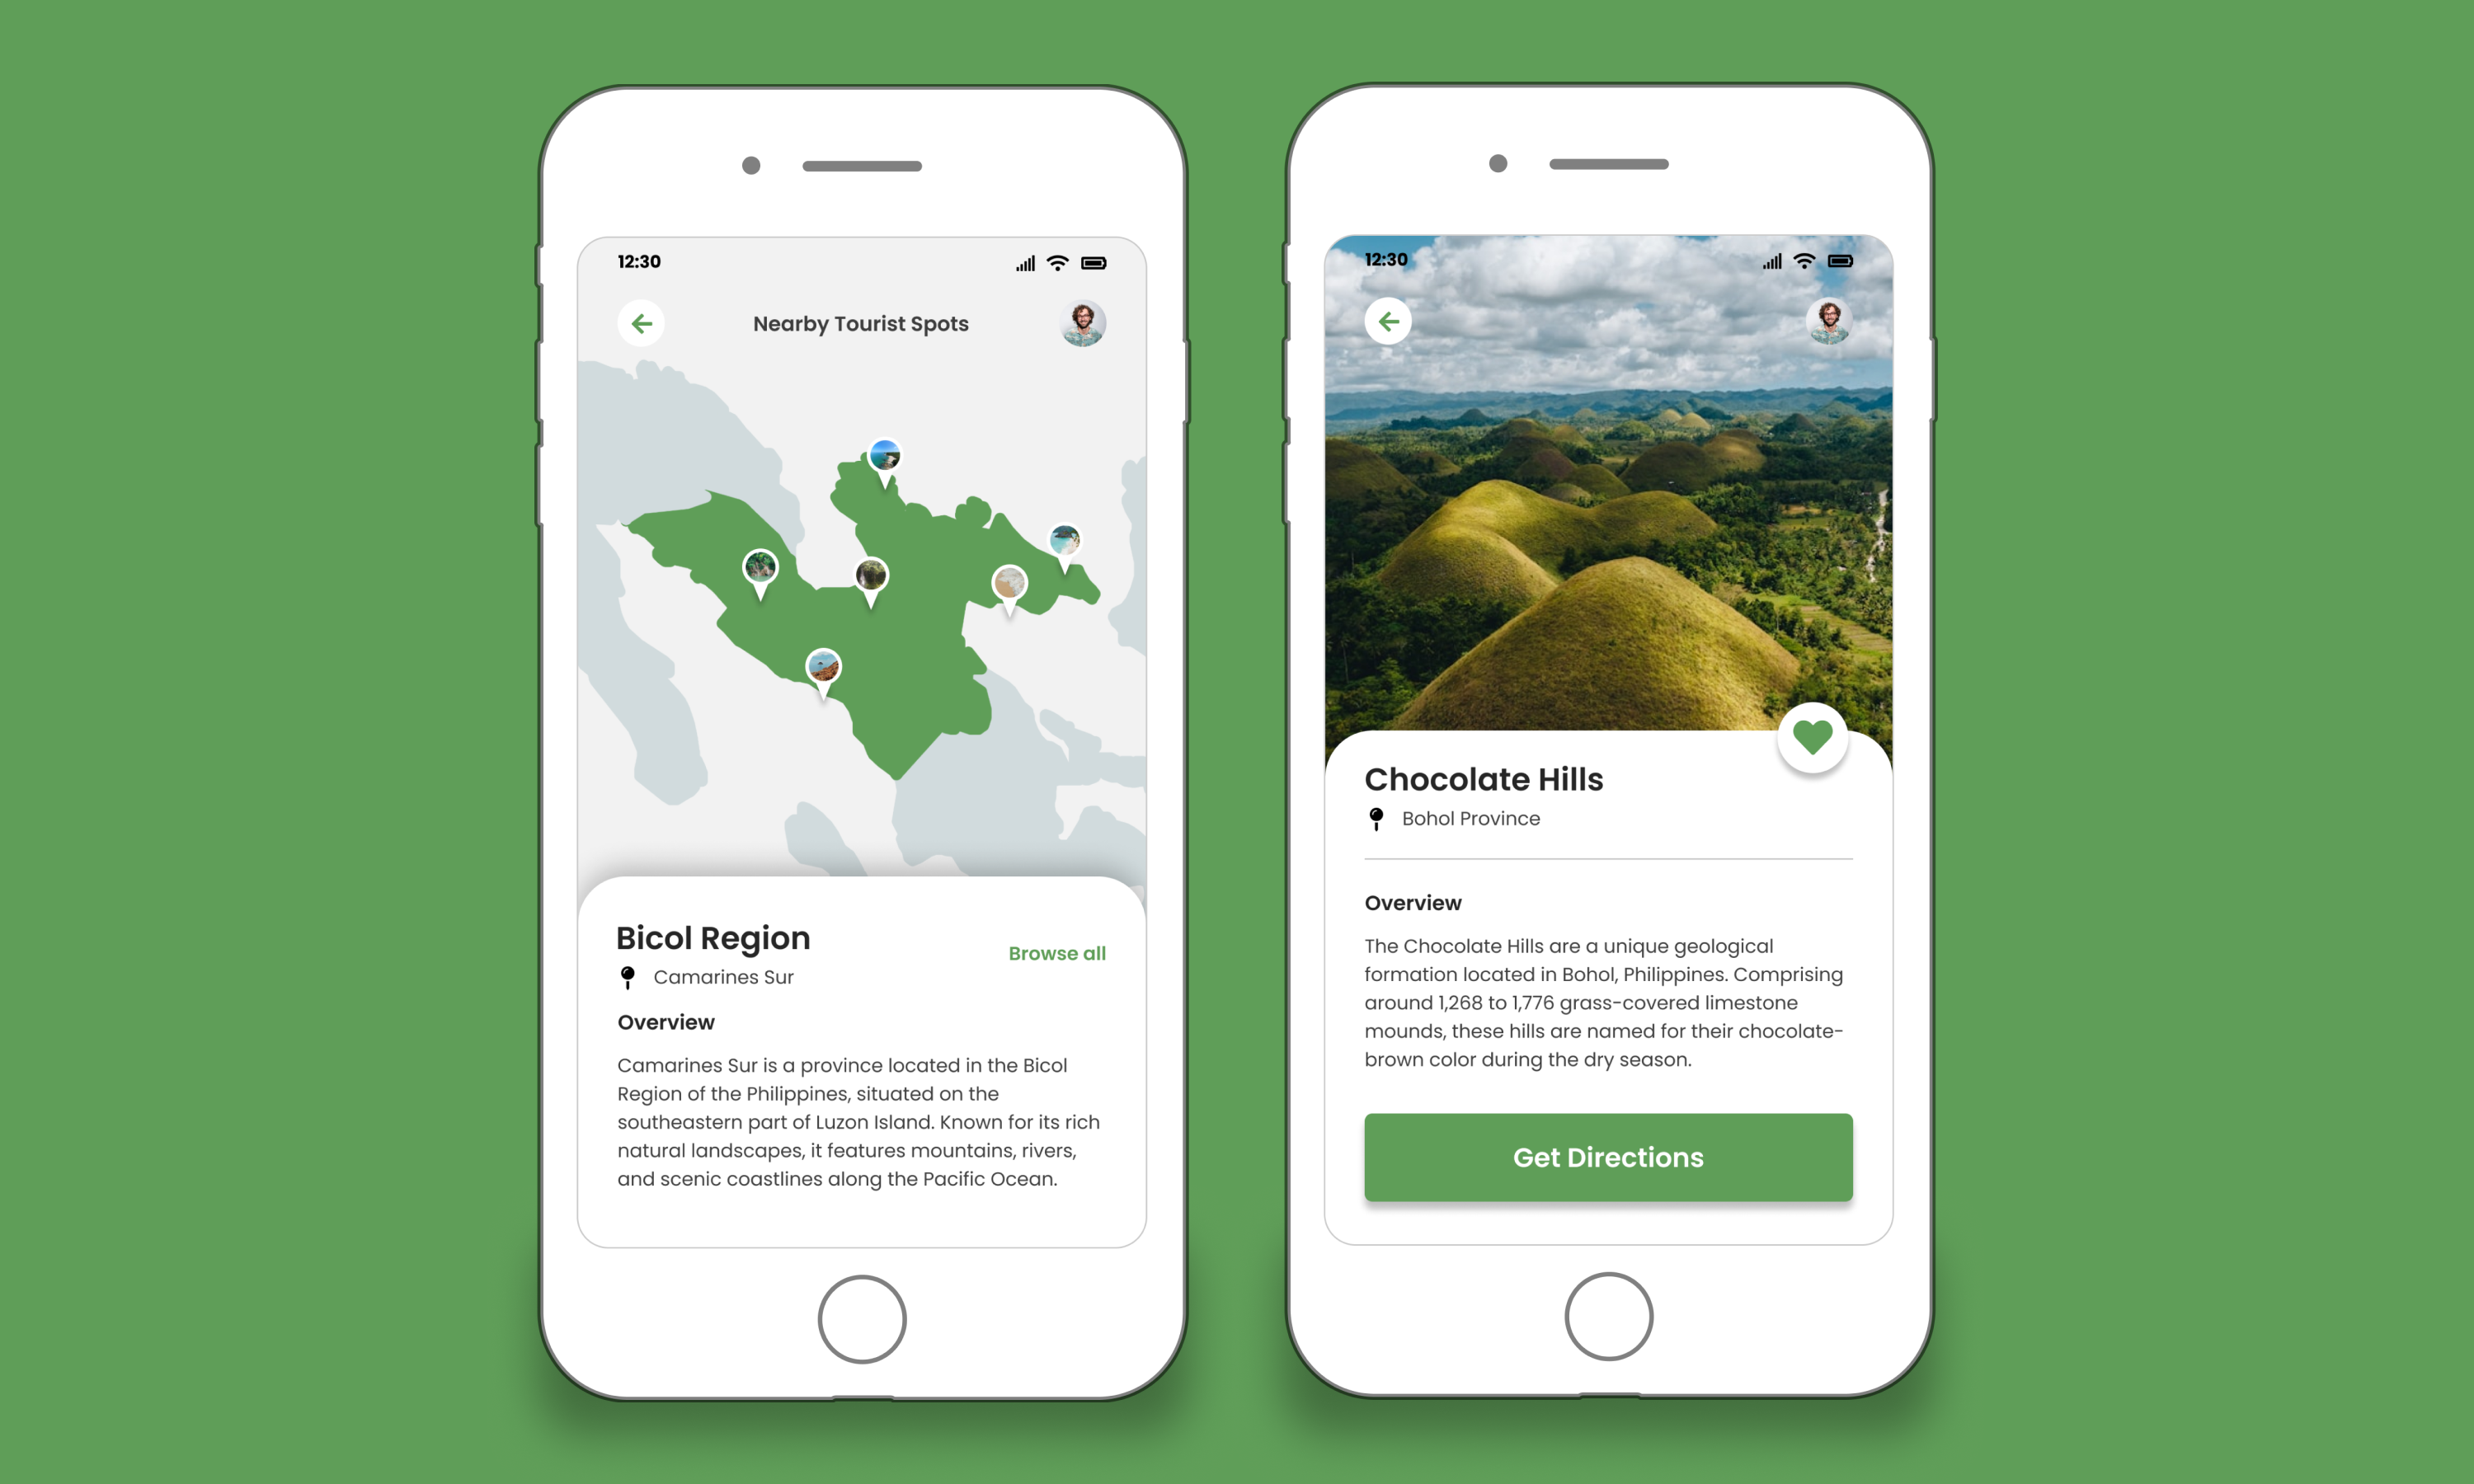 12:30
Nearby Tourist Spots
Bicol Region
Browse all
Camarines Sur
Overview
Camarines Sur is a province located in the Bicol
Region of the Philippines, situated on the
southeastern part of Luzon Island. Known for its rich
natural landscapes, it features mountains, rivers,
and scenic coastlines along the Pacific Ocean.
12:30
Chocolate Hills
Bohol Province
Overview
The Chocolate Hills are a unique geological
formation located in Bohol, Philippines. Comprising
around 1,268 to 1,776 grass-covered limestone
mounds, these hills are named for their chocolate-
brown color during the dry season.
Get Directions